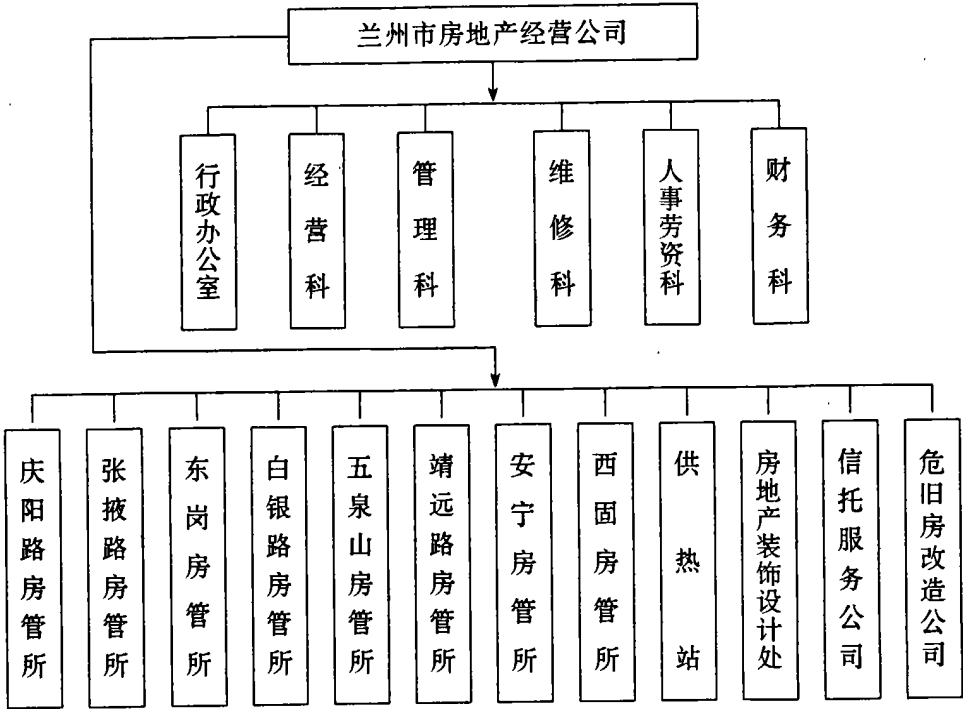 兰州市房地产经营公司
行政办公室
经营科
管理科
维修科
人事劳资科
财务科
庆阳路房管所
张掖路房管所
东岗房管所
白银路房管所
五泉山房管所
靖远路房管所
安宁房管所
西固房管所
供热站
房地产装饰设计处
信托服务公司
危旧房改造公司